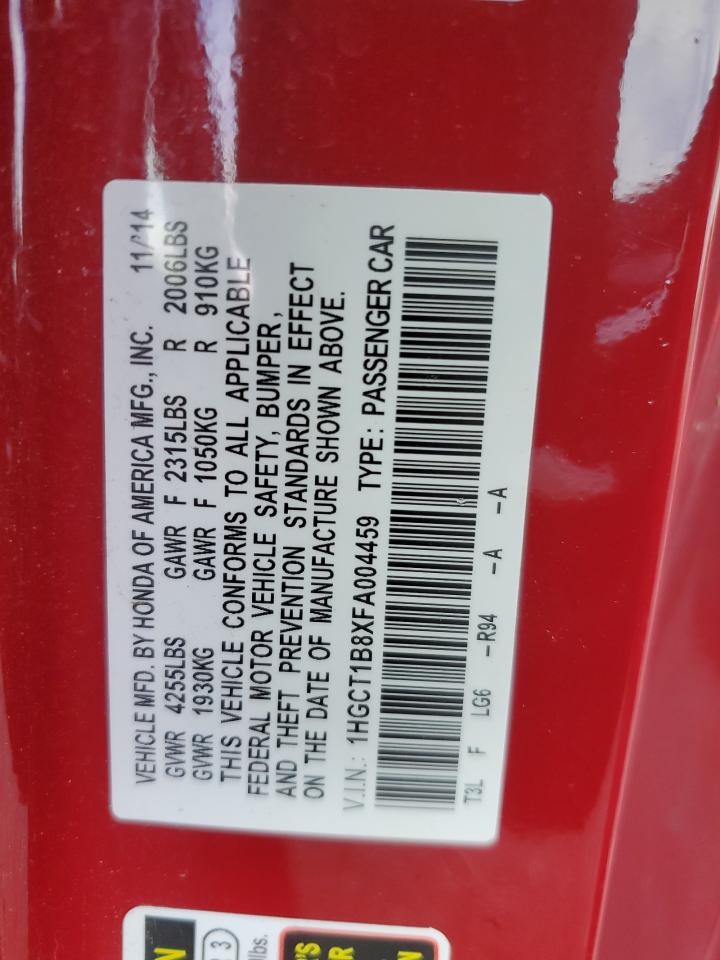 VEHICLE MFD. BY HONDA OF AMERICA MFG., INC. 11/14
GVWR 4255LBS GAWR F 2315LBS R 2006LBS
GVWR 1930KG GAWR F 1050KG R 910KG
THIS VEHICLE CONFORMS TO ALL APPLICABLE
FEDERAL MOTOR VEHICLE SAFETY, BUMPER,
AND THEFT PREVENTION STANDARDS IN EFFECT
ON THE DATE OF MANUFACTURE SHOWN ABOVE.
V.I.N.: 1HGCT1B8XFA004459 TYPE: PASSENGER CAR
T3L F LG6 -R94 -A -A
lbs.